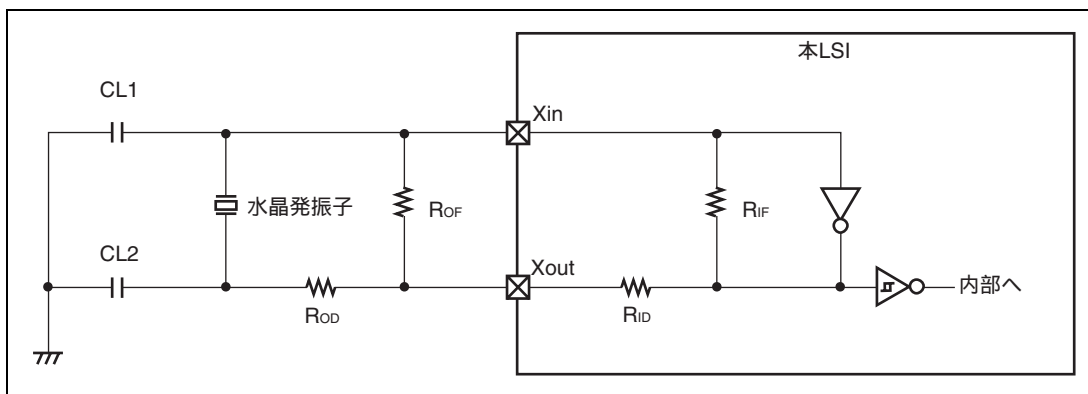 本LSI
CL1
Xin
水晶発振子
ROF
RIF
CL2
Xout
ROD
RID
内部へ